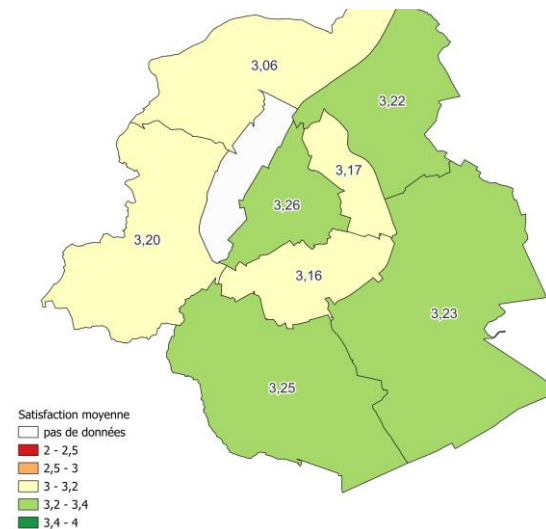 3,06
3,22
3,17
3,26
3,20
3,16
3,23
3,25
Satisfaction moyenne
pas de données
2 - 2,5
2,5 - 3
3 - 3,2
3,2 - 3,4
3,4 - 4